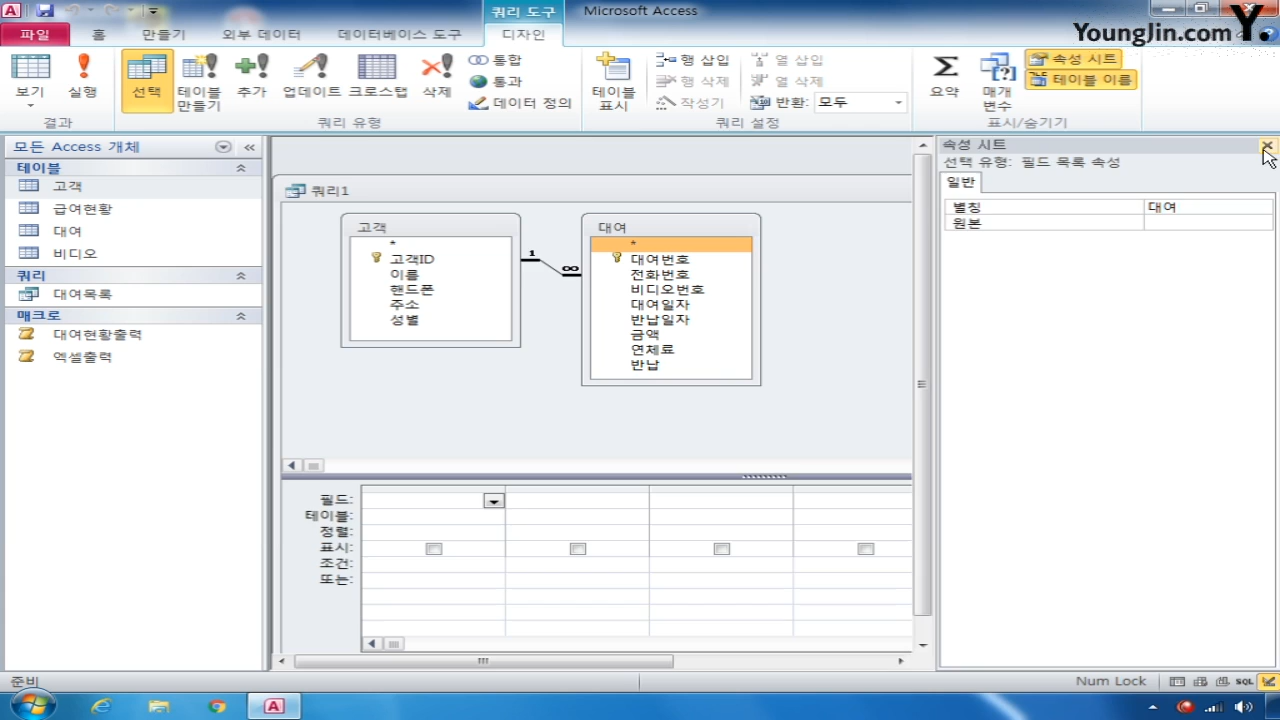 쿼리 도구
Microsoft Access
YoungJin.com Y.
파일
홈
만들기
외부 데이터
데이터베이스 도구
디자인
보기
실행
선택
테이블
만들기
추가
업데이트
크로스탭
삭제
통합
통과
데이터 정의
테이블
표시
행 삽입
행 삭제
작성기
열 삽입
열 삭제
반환: 모두
요약
매개
변수
속성 시트
테이블 이름
결과
쿼리 유형
쿼리 설정
표시/숨기기
모든 Access 개체
테이블
고객
급여현황
대여
비디오
쿼리
대여목록
매크로
대여현황출력
엑셀출력
쿼리1
고객
*
고객ID
이름
핸드폰
주소
성별
1
∞
대여
*
대여번호
전화번호
비디오번호
대여일자
반납일자
금액
연체료
반납
필드:
테이블:
정렬:
표시:
조건:
또는:
속성 시트
선택 유형: 필드 목록 속성
일반
별칭 대여
원본
준비
Num Lock
SQL